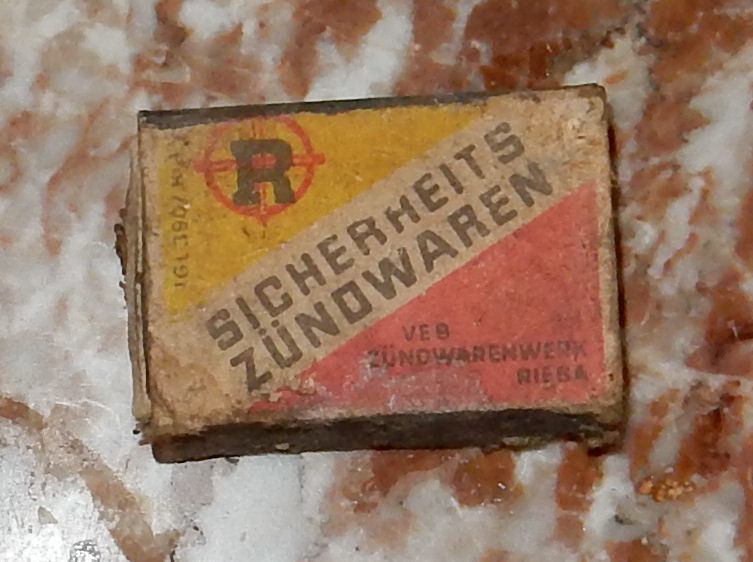 R
SICHERHEITS
ZÜNDWAREN
VEB
ZÜNDWARENWERK
RIESA